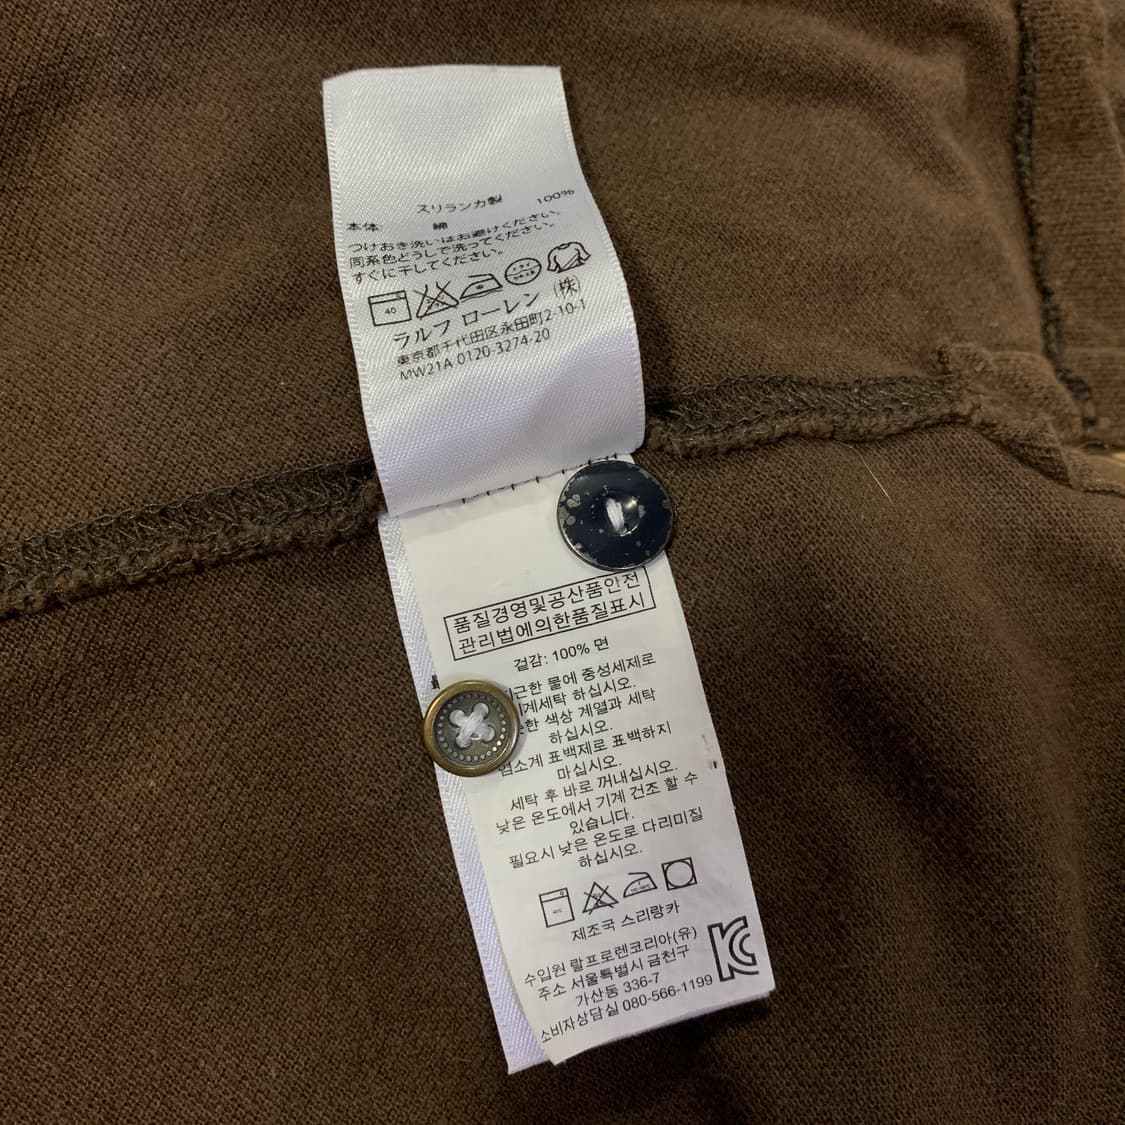 スリランカ製
本体: 綿 100%
つけおき洗いはお避けください。
同系色どうしで洗ってください。
すぐに干してください。
40
ラルフ ローレン (株)
東京都千代田区永田町2-10-1
MW21A 0120-3274-20
품질경영및공산품안전
관리법에의한품질표시
겉감: 100% 면
물에 중성세제로
하십시오.
색상 계열과 세탁
하십시오.
표백제로 표백하지
마십시오.
세탁 후 바로 꺼내십시오.
낮은 온도에서 기계 건조 할 수
있습니다.
필요시 낮은 온도로 다리미질
하십시오.
제조국 스리랑카
수입원 랄프로렌코리아(유)
주소 서울특별시 금천구
가산동 336-7
소비자상담실 080-566-1199